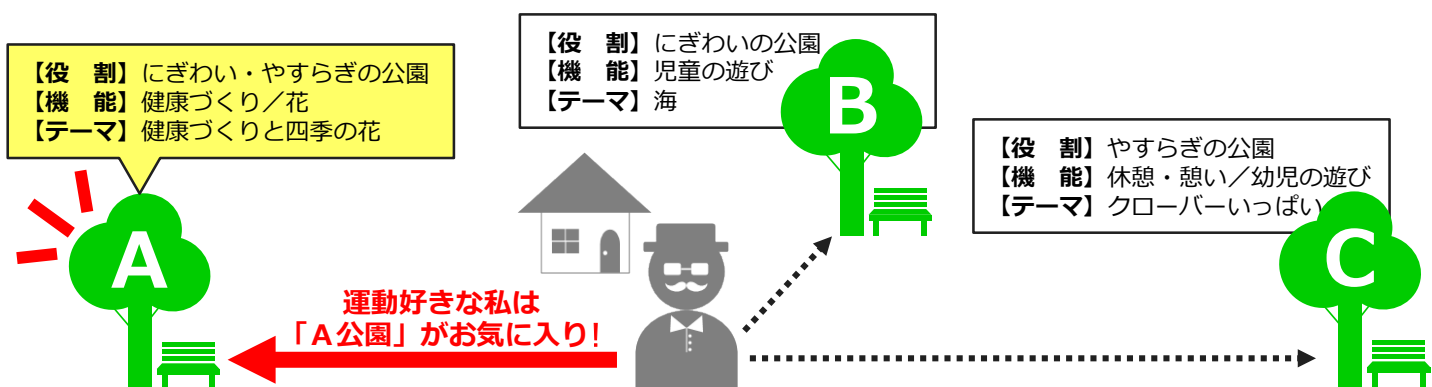 【役　割】にぎわい・やすらぎの公園
【機　能】健康づくり／花
【テーマ】健康づくりと四季の花
A
【役　割】にぎわいの公園
【機　能】児童の遊び
【テーマ】海
B
【役　割】やすらぎの公園
【機　能】休憩・憩い／幼児の遊び
【テーマ】クローバーいっぱい
C
運動好きな私は
「Ａ公園」がお気に入り！